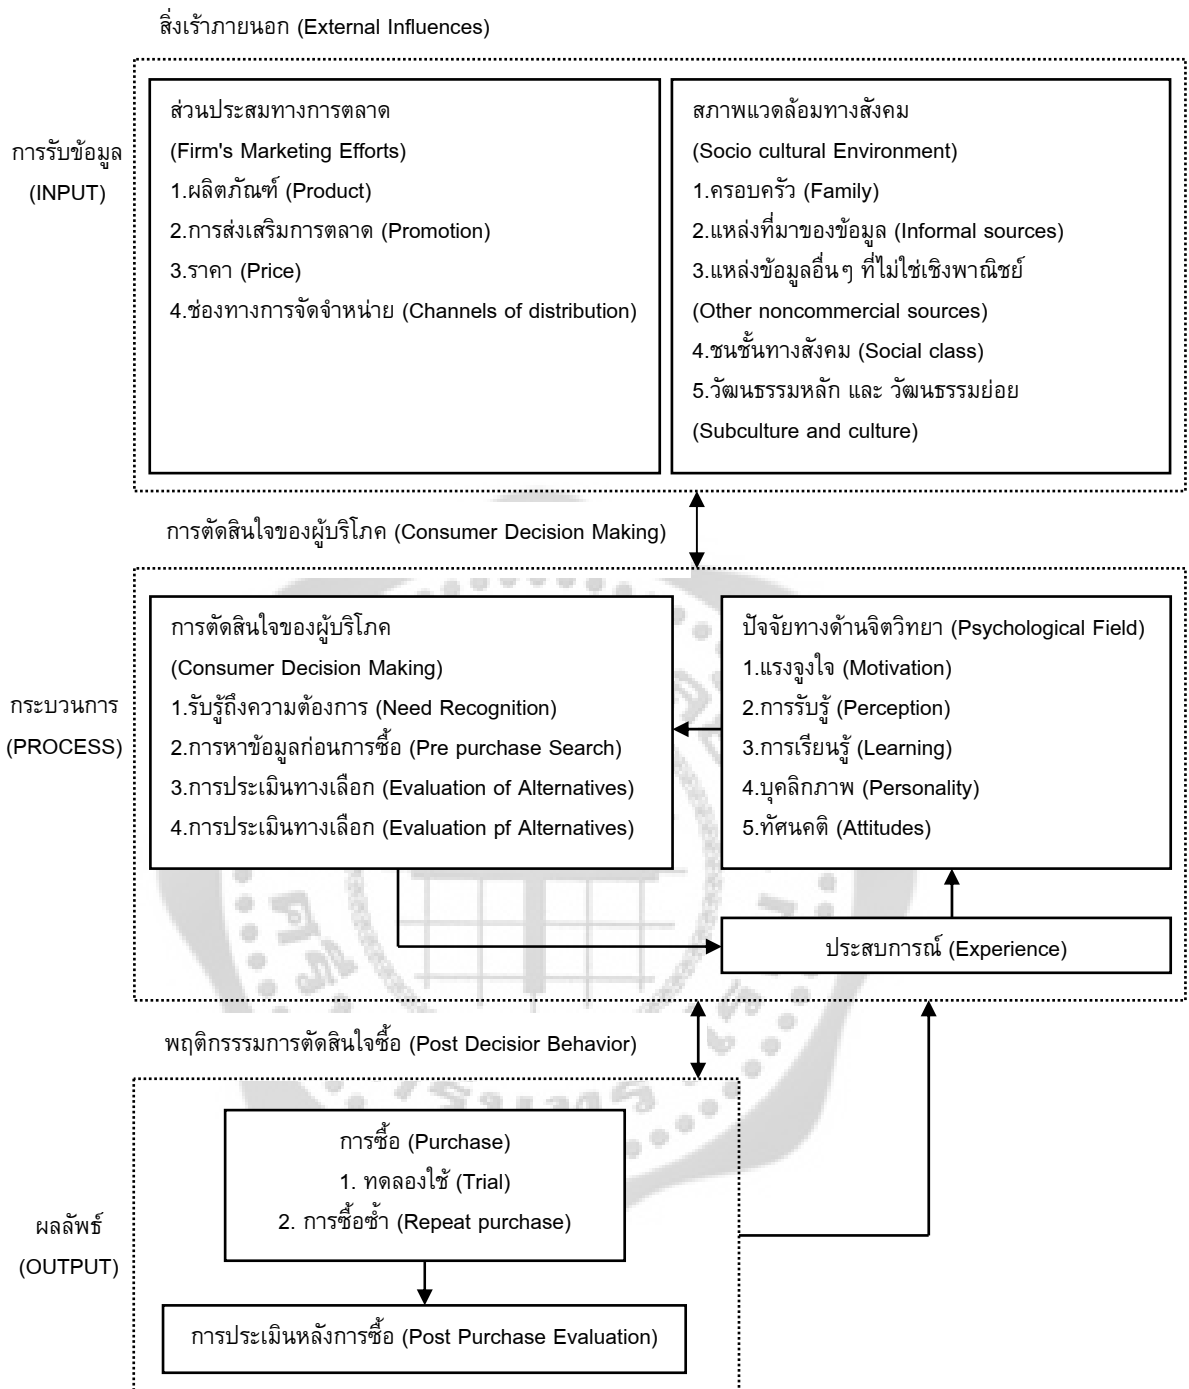 สิ่งเร้าภายนอก (External Influences)
การรับข้อมูล
(INPUT)
ส่วนประสมทางการตลาด
(Firm's Marketing Efforts)
1.ผลิตภัณฑ์ (Product)
2.การส่งเสริมการตลาด (Promotion)
3.ราคา (Price)
4.ช่องทางการจัดจำหน่าย (Channels of distribution)
สภาพแวดล้อมทางสังคม
(Socio cultural Environment)
1.ครอบครัว (Family)
2.แหล่งที่มาของข้อมูล (Informal sources)
3.แหล่งข้อมูลอื่นๆ ที่ไม่ใช่เชิงพาณิชย์
(Other noncommercial sources)
4.ชนชั้นทางสังคม (Social class)
5.วัฒนธรรมหลัก และ วัฒนธรรมย่อย
(Subculture and culture)
การตัดสินใจของผู้บริโภค (Consumer Decision Making)
กระบวนการ
(PROCESS)
การตัดสินใจของผู้บริโภค
(Consumer Decision Making)
1.รับรู้ถึงความต้องการ (Need Recognition)
2.การหาข้อมูลก่อนการซื้อ (Pre purchase Search)
3.การประเมินทางเลือก (Evaluation of Alternatives)
4.การประเมินทางเลือก (Evaluation pf Alternatives)
ปัจจัยทางด้านจิตวิทยา (Psychological Field)
1.แรงจูงใจ (Motivation)
2.การรับรู้ (Perception)
3.การเรียนรู้ (Learning)
4.บุคลิกภาพ (Personality)
5.ทัศนคติ (Attitudes)
ประสบการณ์ (Experience)
พฤติกรรรมการตัดสินใจซื้อ (Post Decisior Behavior)
ผลลัพธ์
(OUTPUT)
การซื้อ (Purchase)
1. ทดลองใช้ (Trial)
2. การซื้อซ้ำ (Repeat purchase)
การประเมินหลังการซื้อ (Post Purchase Evaluation)